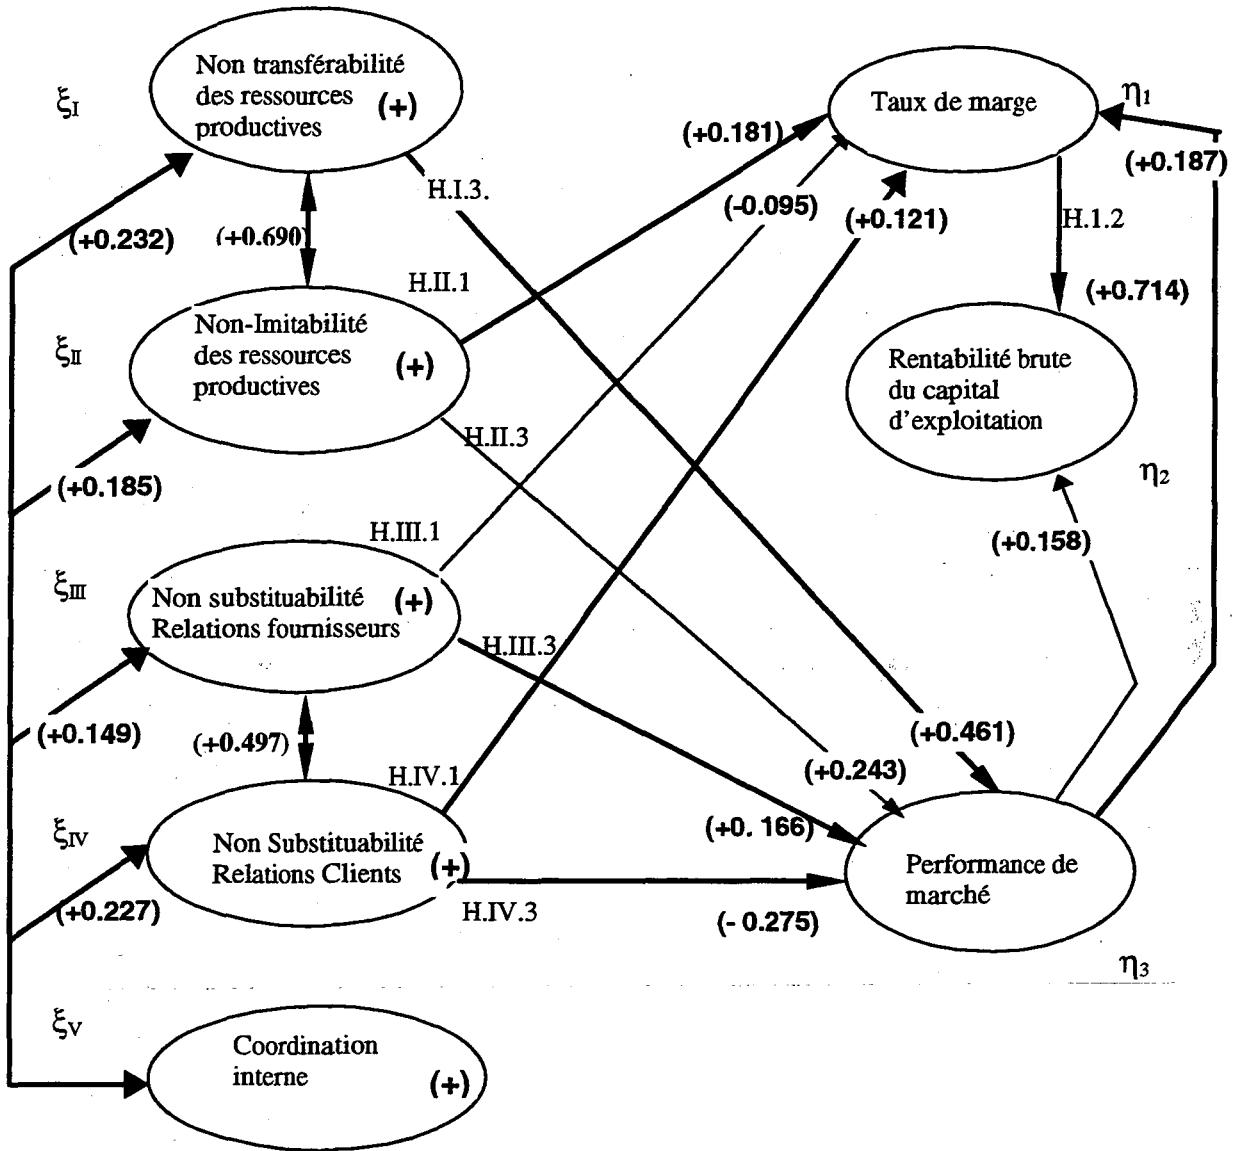 ξI
Non transférabilité
des ressources
productives (+)
(+0.232)
(+0.690)
H.I.3.
ξII
Non-Imitabilité
des ressources
productives
(+)
H.II.1
H.II.3
(+0.185)
ξIII
H.III.1
Non substituabilité (+)
Relations fournisseurs
H.III.3
(+0.149)
(+0.497)
H.IV.1
ξIV
Non Substituabilité
Relations Clients (+)
(+0.227)
H.IV.3
ξV
Coordination
interne (+)
Taux de marge
η1
(+0.181)
(+0.187)
(-0.095)
(+0.121)
H.1.2
(+0.714)
Rentabilité brute
du capital
d'exploitation
η2
(+0.158)
(+0.461)
(+0.243)
(+0. 166)
(- 0.275)
Performance de
marché
η3